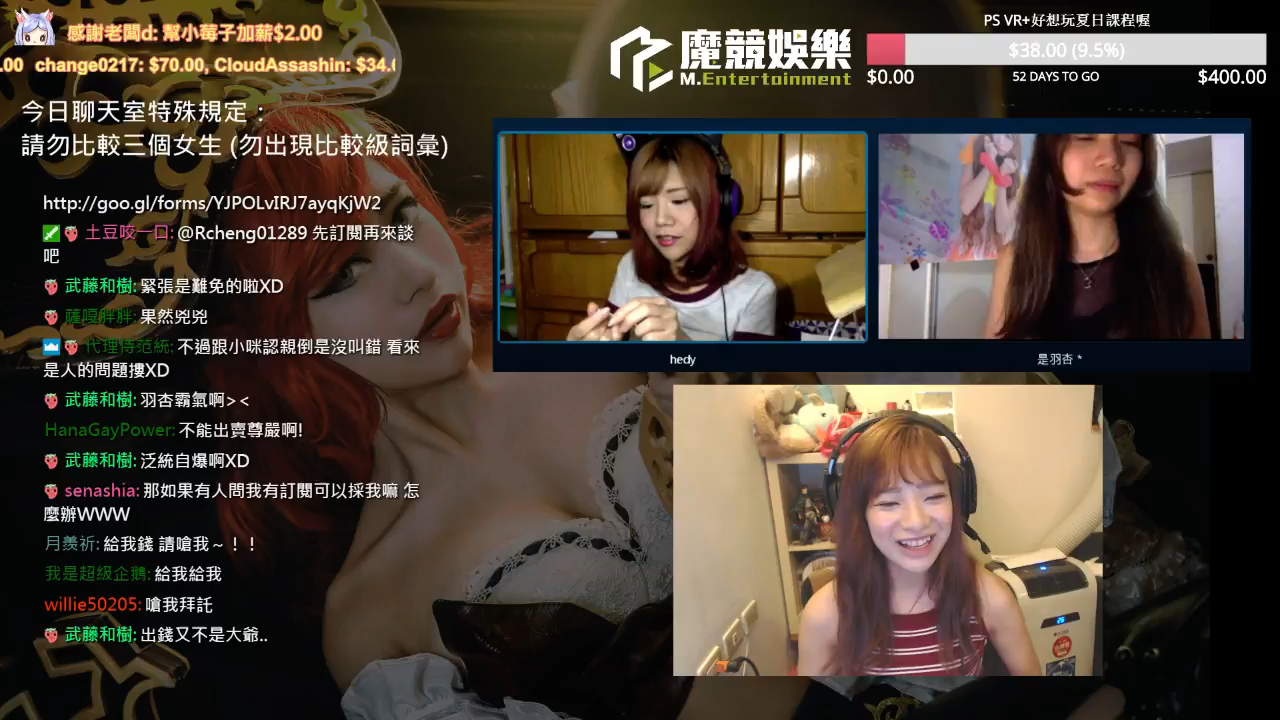 感謝老闆d: 幫小莓子加薪$2.00
.00 change0217: $70.00, CloudAssashin: $34.
今日聊天室特殊規定：
請勿比較三個女生 (勿出現比較級詞彙)
http://goo.gl/forms/YJPOLvIRJ7ayqKjW2
土豆咬一口: @Rcheng01289 先訂閱再來談
吧
武藤和樹: 緊張是難免的啦XD
薩嘎胖胖: 果然兇兇
代理侍范統: 不過跟小咪認親倒是沒叫錯 看來
是人的問題摟XD
武藤和樹: 羽杏霸氣啊> <
HanaGayPower: 不能出賣尊嚴啊!
武藤和樹: 泛統自爆啊XD
senashia: 那如果有人問我有訂閱可以採我嘛 怎
麼辦WWW
月羨祈: 給我錢 請嗆我～！！
我是超級企鵝: 給我給我
willie50205: 嗆我拜託
武藤和樹: 出錢又不是大爺..
魔競娛樂
M.Entertainment
PS VR+好想玩夏日課程喔
$38.00 (9.5%)
$0.00 52 DAYS TO GO $400.00
hedy
是羽杏 *